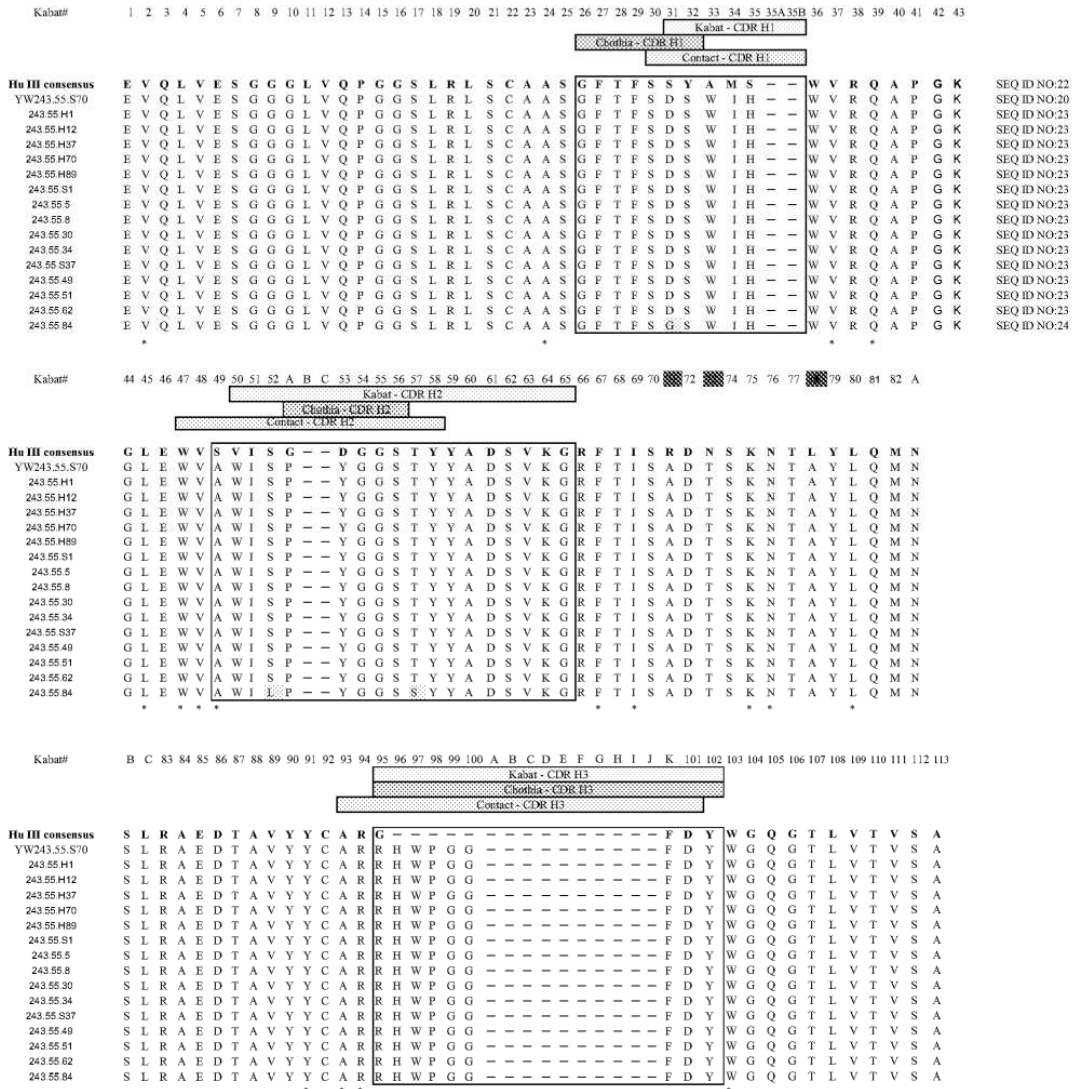 Kabat# 1 2 3 4 5 6 7 8 9 10 11 12 13 14 15 16 17 18 19 20 21 22 23 24 25 26 27 28 29 30 31 32 33 34 35 35A 35B 36 37 38 39 40 41 42 43
Kabat - CDR H1
Chothia - CDR H1
Contact - CDR H1
Hu III consensus E V Q L V E S G G G L V Q P G G S L R L S C A A S G F T F S S Y A M S – – W V R Q A P G K SEQ ID NO:22
YW243.55.S70 E V Q L V E S G G G L V Q P G G S L R L S C A A S G F T F S D S W I H – – W V R Q A P G K SEQ ID NO:20
243.55.H1 E V Q L V E S G G G L V Q P G G S L R L S C A A S G F T F S D S W I H – – W V R Q A P G K SEQ ID NO:23
243.55.H12 E V Q L V E S G G G L V Q P G G S L R L S C A A S G F T F S D S W I H – – W V R Q A P G K SEQ ID NO:23
243.55.H37 E V Q L V E S G G G L V Q P G G S L R L S C A A S G F T F S D S W I H – – W V R Q A P G K SEQ ID NO:23
243.55.H70 E V Q L V E S G G G L V Q P G G S L R L S C A A S G F T F S D S W I H – – W V R Q A P G K SEQ ID NO:23
243.55.H89 E V Q L V E S G G G L V Q P G G S L R L S C A A S G F T F S D S W I H – – W V R Q A P G K SEQ ID NO:23
243.55.S1 E V Q L V E S G G G L V Q P G G S L R L S C A A S G F T F S D S W I H – – W V R Q A P G K SEQ ID NO:23
243.55.5 E V Q L V E S G G G L V Q P G G S L R L S C A A S G F T F S D S W I H – – W V R Q A P G K SEQ ID NO:23
243.55.8 E V Q L V E S G G G L V Q P G G S L R L S C A A S G F T F S D S W I H – – W V R Q A P G K SEQ ID NO:23
243.55.30 E V Q L V E S G G G L V Q P G G S L R L S C A A S G F T F S D S W I H – – W V R Q A P G K SEQ ID NO:23
243.55.34 E V Q L V E S G G G L V Q P G G S L R L S C A A S G F T F S D S W I H – – W V R Q A P G K SEQ ID NO:23
243.55.S37 E V Q L V E S G G G L V Q P G G S L R L S C A A S G F T F S D S W I H – – W V R Q A P G K SEQ ID NO:23
243.55.49 E V Q L V E S G G G L V Q P G G S L R L S C A A S G F T F S D S W I H – – W V R Q A P G K SEQ ID NO:23
243.55.51 E V Q L V E S G G G L V Q P G G S L R L S C A A S G F T F S D S W I H – – W V R Q A P G K SEQ ID NO:23
243.55.62 E V Q L V E S G G G L V Q P G G S L R L S C A A S G F T F S D S W I H – – W V R Q A P G K SEQ ID NO:23
243.55.84 E V Q L V E S G G G L V Q P G G S L R L S C A A S G F T F S G S W I H – – W V R Q A P G K SEQ ID NO:24
* * * *
Kabat# 44 45 46 47 48 49 50 51 52 A B C 53 54 55 56 57 58 59 60 61 62 63 64 65 66 67 68 69 70 72 74 75 76 77 79 80 81 82 A
Kabat - CDR H2
Chothia - CDR H2
Contact - CDR H2
Hu III consensus G L E W V S V I S G – – D G G S T Y Y A D S V K G R F T I S R D N S K N T L Y L Q M N
YW243.55.S70 G L E W V A W I S P – – Y G G S T Y Y A D S V K G R F T I S A D T S K N T A Y L Q M N
243.55.H1 G L E W V A W I S P – – Y G G S T Y Y A D S V K G R F T I S A D T S K N T A Y L Q M N
243.55.H12 G L E W V A W I S P – – Y G G S T Y Y A D S V K G R F T I S A D T S K N T A Y L Q M N
243.55.H37 G L E W V A W I S P – – Y G G S T Y Y A D S V K G R F T I S A D T S K N T A Y L Q M N
243.55.H70 G L E W V A W I S P – – Y G G S T Y Y A D S V K G R F T I S A D T S K N T A Y L Q M N
243.55.H89 G L E W V A W I S P – – Y G G S T Y Y A D S V K G R F T I S A D T S K N T A Y L Q M N
243.55.S1 G L E W V A W I S P – – Y G G S T Y Y A D S V K G R F T I S A D T S K N T A Y L Q M N
243.55.5 G L E W V A W I S P – – Y G G S T Y Y A D S V K G R F T I S A D T S K N T A Y L Q M N
243.55.8 G L E W V A W I S P – – Y G G S T Y Y A D S V K G R F T I S A D T S K N T A Y L Q M N
243.55.30 G L E W V A W I S P – – Y G G S T Y Y A D S V K G R F T I S A D T S K N T A Y L Q M N
243.55.34 G L E W V A W I S P – – Y G G S T Y Y A D S V K G R F T I S A D T S K N T A Y L Q M N
243.55.S37 G L E W V A W I S P – – Y G G S T Y Y A D S V K G R F T I S A D T S K N T A Y L Q M N
243.55.49 G L E W V A W I S P – – Y G G S T Y Y A D S V K G R F T I S A D T S K N T A Y L Q M N
243.55.51 G L E W V A W I S P – – Y G G S T Y Y A D S V K G R F T I S A D T S K N T A Y L Q M N
243.55.62 G L E W V A W I S P – – Y G G S T Y Y A D S V K G R F T I S A D T S K N T A Y L Q M N
243.55.84 G L E W V A W I L P – – Y G G S S Y Y A D S V K G R F T I S A D T S K N T A Y L Q M N
* * * * * * * * *
Kabat# B C 83 84 85 86 87 88 89 90 91 92 93 94 95 96 97 98 99 100 A B C D E F G H I J K 101 102 103 104 105 106 107 108 109 110 111 112 113
Kabat - CDR H3
Chothia - CDR H3
Contact - CDR H3
Hu III consensus S L R A E D T A V Y Y C A R G – – – – – – – – – – – – – – – F D Y W G Q G T L V T V S A
YW243.55.S70 S L R A E D T A V Y Y C A R R H W P G G – – – – – – – – – – F D Y W G Q G T L V T V S A
243.55.H1 S L R A E D T A V Y Y C A R R H W P G G – – – – – – – – – – F D Y W G Q G T L V T V S A
243.55.H12 S L R A E D T A V Y Y C A R R H W P G G – – – – – – – – – – F D Y W G Q G T L V T V S A
243.55.H37 S L R A E D T A V Y Y C A R R H W P G G – – – – – – – – – – F D Y W G Q G T L V T V S A
243.55.H70 S L R A E D T A V Y Y C A R R H W P G G – – – – – – – – – – F D Y W G Q G T L V T V S A
243.55.H89 S L R A E D T A V Y Y C A R R H W P G G – – – – – – – – – – F D Y W G Q G T L V T V S A
243.55.S1 S L R A E D T A V Y Y C A R R H W P G G – – – – – – – – – – F D Y W G Q G T L V T V S A
243.55.5 S L R A E D T A V Y Y C A R R H W P G G – – – – – – – – – – F D Y W G Q G T L V T V S A
243.55.8 S L R A E D T A V Y Y C A R R H W P G G – – – – – – – – – – F D Y W G Q G T L V T V S A
243.55.30 S L R A E D T A V Y Y C A R R H W P G G – – – – – – – – – – F D Y W G Q G T L V T V S A
243.55.34 S L R A E D T A V Y Y C A R R H W P G G – – – – – – – – – – F D Y W G Q G T L V T V S A
243.55.S37 S L R A E D T A V Y Y C A R R H W P G G – – – – – – – – – – F D Y W G Q G T L V T V S A
243.55.49 S L R A E D T A V Y Y C A R R H W P G G – – – – – – – – – – F D Y W G Q G T L V T V S A
243.55.51 S L R A E D T A V Y Y C A R R H W P G G – – – – – – – – – – F D Y W G Q G T L V T V S A
243.55.62 S L R A E D T A V Y Y C A R R H W P G G – – – – – – – – – – F D Y W G Q G T L V T V S A
243.55.84 S L R A E D T A V Y Y C A R R H W P G G – – – – – – – – – – F D Y W G Q G T L V T V S A
* * * *